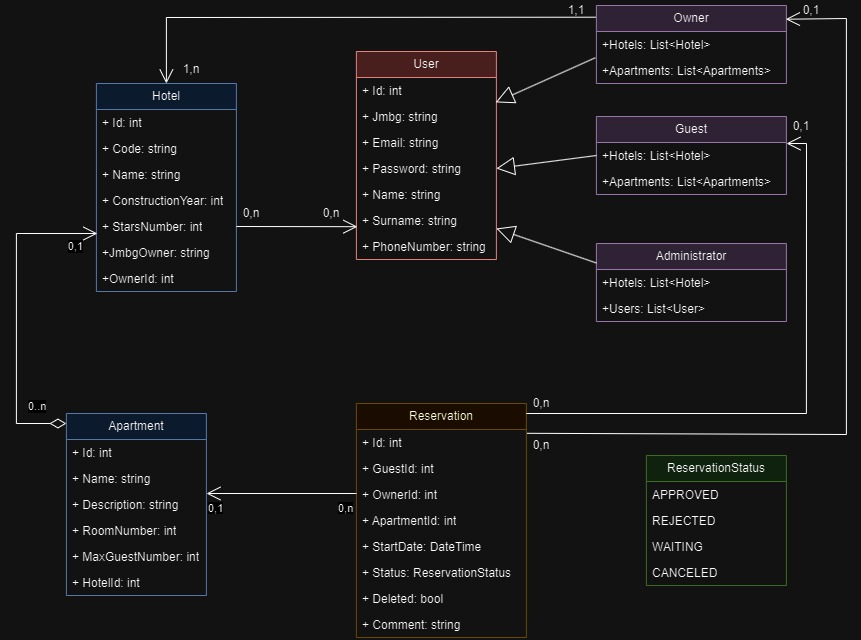 1,1
Owner
0,1
+Hotels: List<Hotel>
+Apartments: List<Apartments>
1,n
User
+ Id: int
+ Jmbg: string
+ Email: string
+ Password: string
+ Name: string
+ Surname: string
+ PhoneNumber: string
Hotel
+ Id: int
+ Code: string
+ Name: string
+ ConstructionYear: int
+ StarsNumber: int
+JmbgOwner: string
+OwnerId: int
0,n
0,n
0,1
Guest
0,1
+Hotels: List<Hotel>
+Apartments: List<Apartments>
Administrator
+Hotels: List<Hotel>
+Users: List<User>
0..n
Apartment
+ Id: int
+ Name: string
+ Description: string
+ RoomNumber: int
+ MaxGuestNumber: int
+ HotelId: int
0,1
0,n
Reservation
+ Id: int
+ GuestId: int
+ OwnerId: int
+ ApartmentId: int
+ StartDate: DateTime
+ Status: ReservationStatus
+ Deleted: bool
+ Comment: string
0,n
0,n
ReservationStatus
APPROVED
REJECTED
WAITING
CANCELED